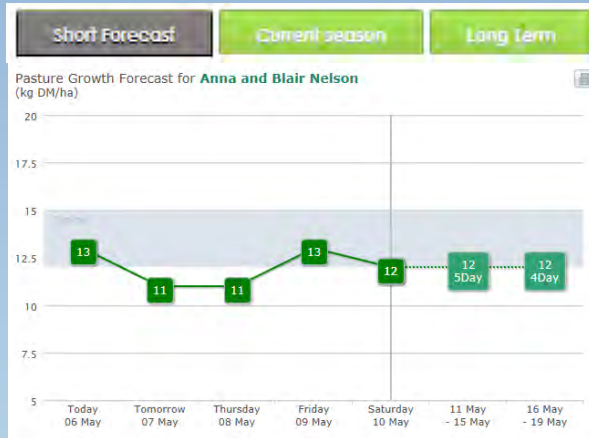 Short Forecast
Current season
Long Term
Pasture Growth Forecast for Anna and Blair Nelson
(kg DM/ha)
20
17.5
15
13
13
12.5
12
12
5Day
12
4Day
11
11
10
7.5
5
Today
06 May
Tomorrow
07 May
Thursday
08 May
Friday
09 May
Saturday
10 May
11 May
- 15 May
16 May
- 19 May